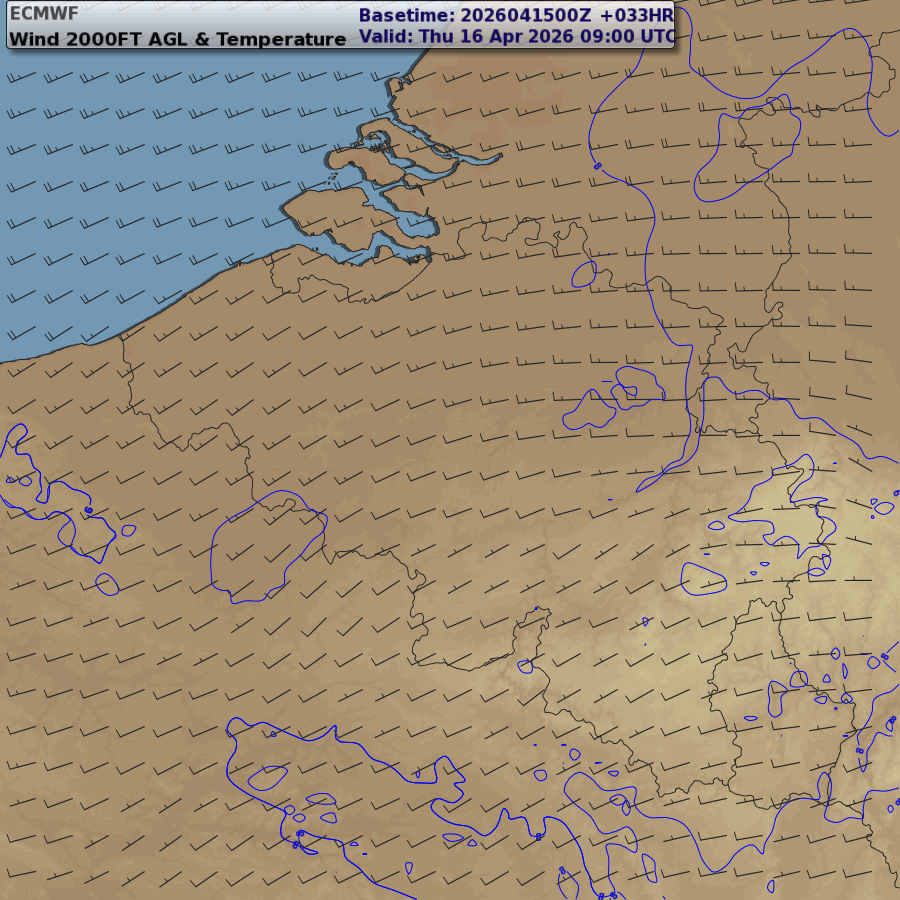 ECMWF
Wind 2000FT AGL & Temperature
Basetime: 2026041500Z +033HR
Valid: Thu 16 Apr 2026 09:00 UTC